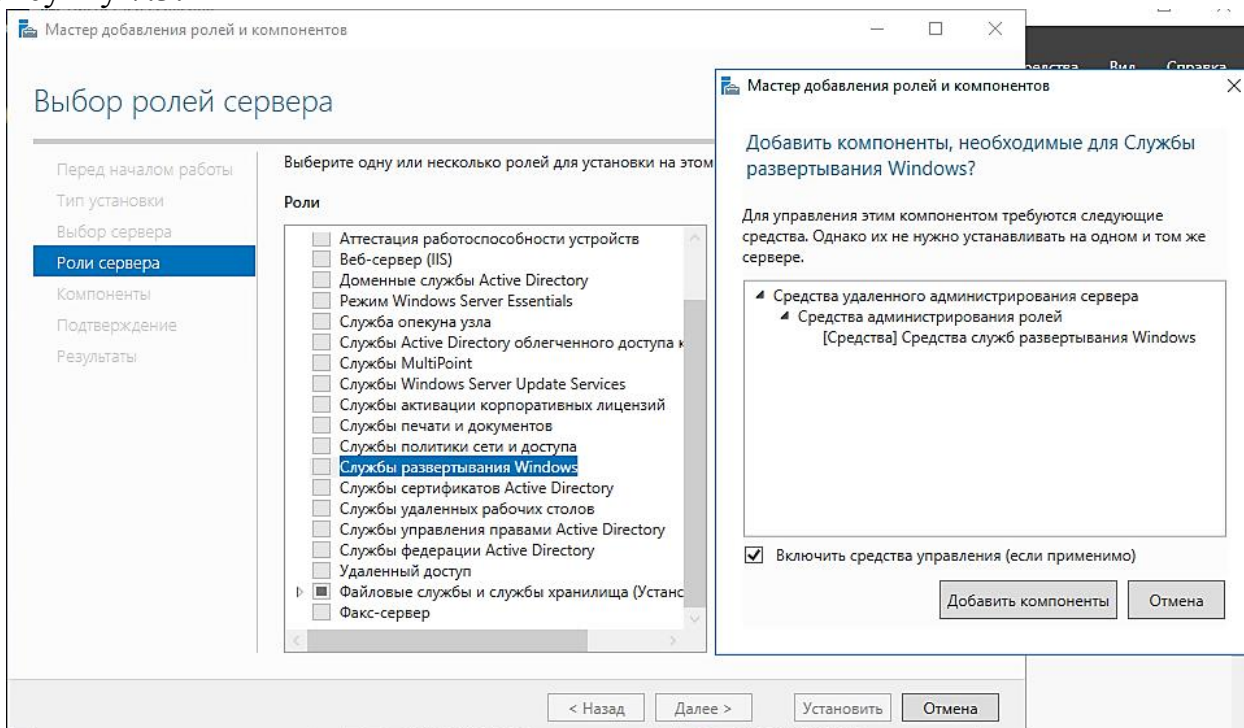 Мастер добавления ролей и компонентов
Средства Вид Справка
Выбор ролей сервера
Перед началом работы
Тип установки
Выбор сервера
Роли сервера
Компоненты
Подтверждение
Результаты
Выберите одну или несколько ролей для установки на этом
Роли
Аттестация работоспособности устройств
Веб-сервер (IIS)
Доменные службы Active Directory
Режим Windows Server Essentials
Служба опекуна узла
Службы Active Directory облегченного доступа к
Службы MultiPoint
Службы Windows Server Update Services
Службы активации корпоративных лицензий
Службы печати и документов
Службы политики сети и доступа
Службы развертывания Windows
Службы сертификатов Active Directory
Службы удаленных рабочих столов
Службы управления правами Active Directory
Службы федерации Active Directory
Удаленный доступ
Файловые службы и службы хранилища (Устано
Факс-сервер
< Назад
Далее >
Установить
Отмена
Мастер добавления ролей и компонентов
Добавить компоненты, необходимые для Службы
развертывания Windows?
Для управления этим компонентом требуются следующие
средства. Однако их не нужно устанавливать на одном и том же
сервере.
Средства удаленного администрирования сервера
Средства администрирования ролей
[Средства] Средства служб развертывания Windows
Включить средства управления (если применимо)
Добавить компоненты
Отмена